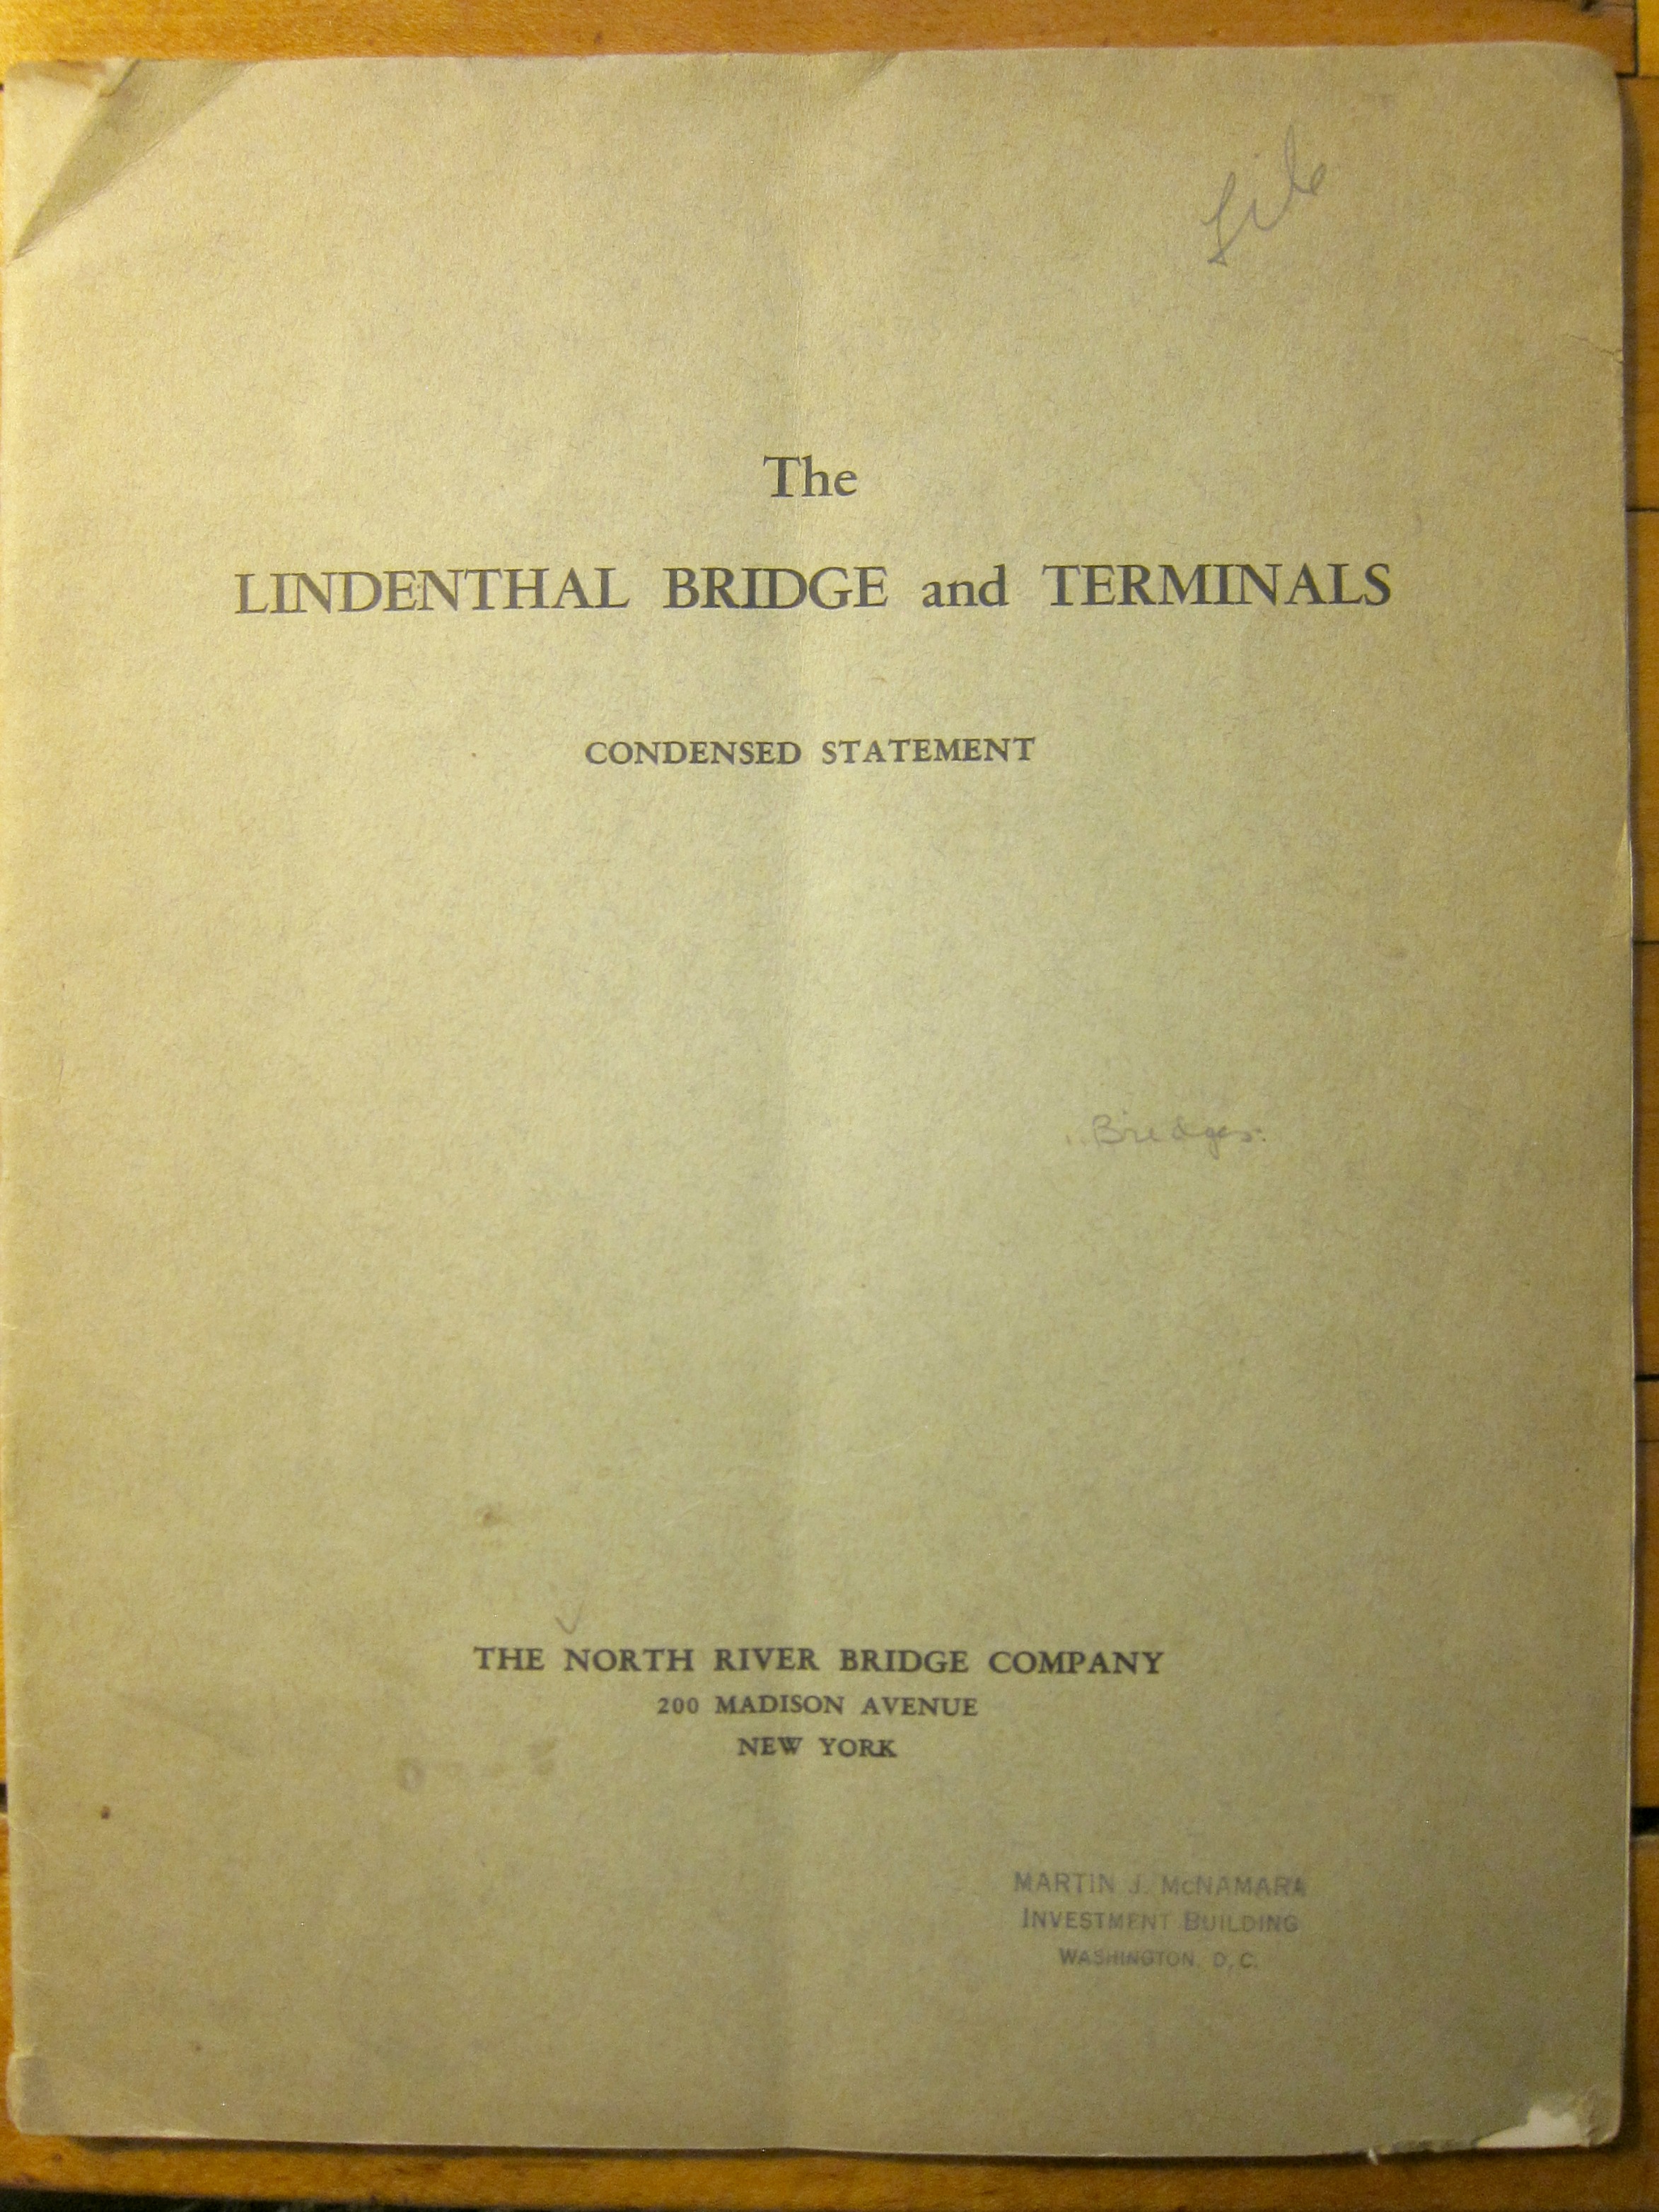 File
The
LINDENTHAL BRIDGE and TERMINALS
CONDENSED STATEMENT
Bridges
THE NORTH RIVER BRIDGE COMPANY
200 MADISON AVENUE
NEW YORK
MARTIN J. MCNAMARA
INVESTMENT BUILDING
WASHINGTON, D.C.